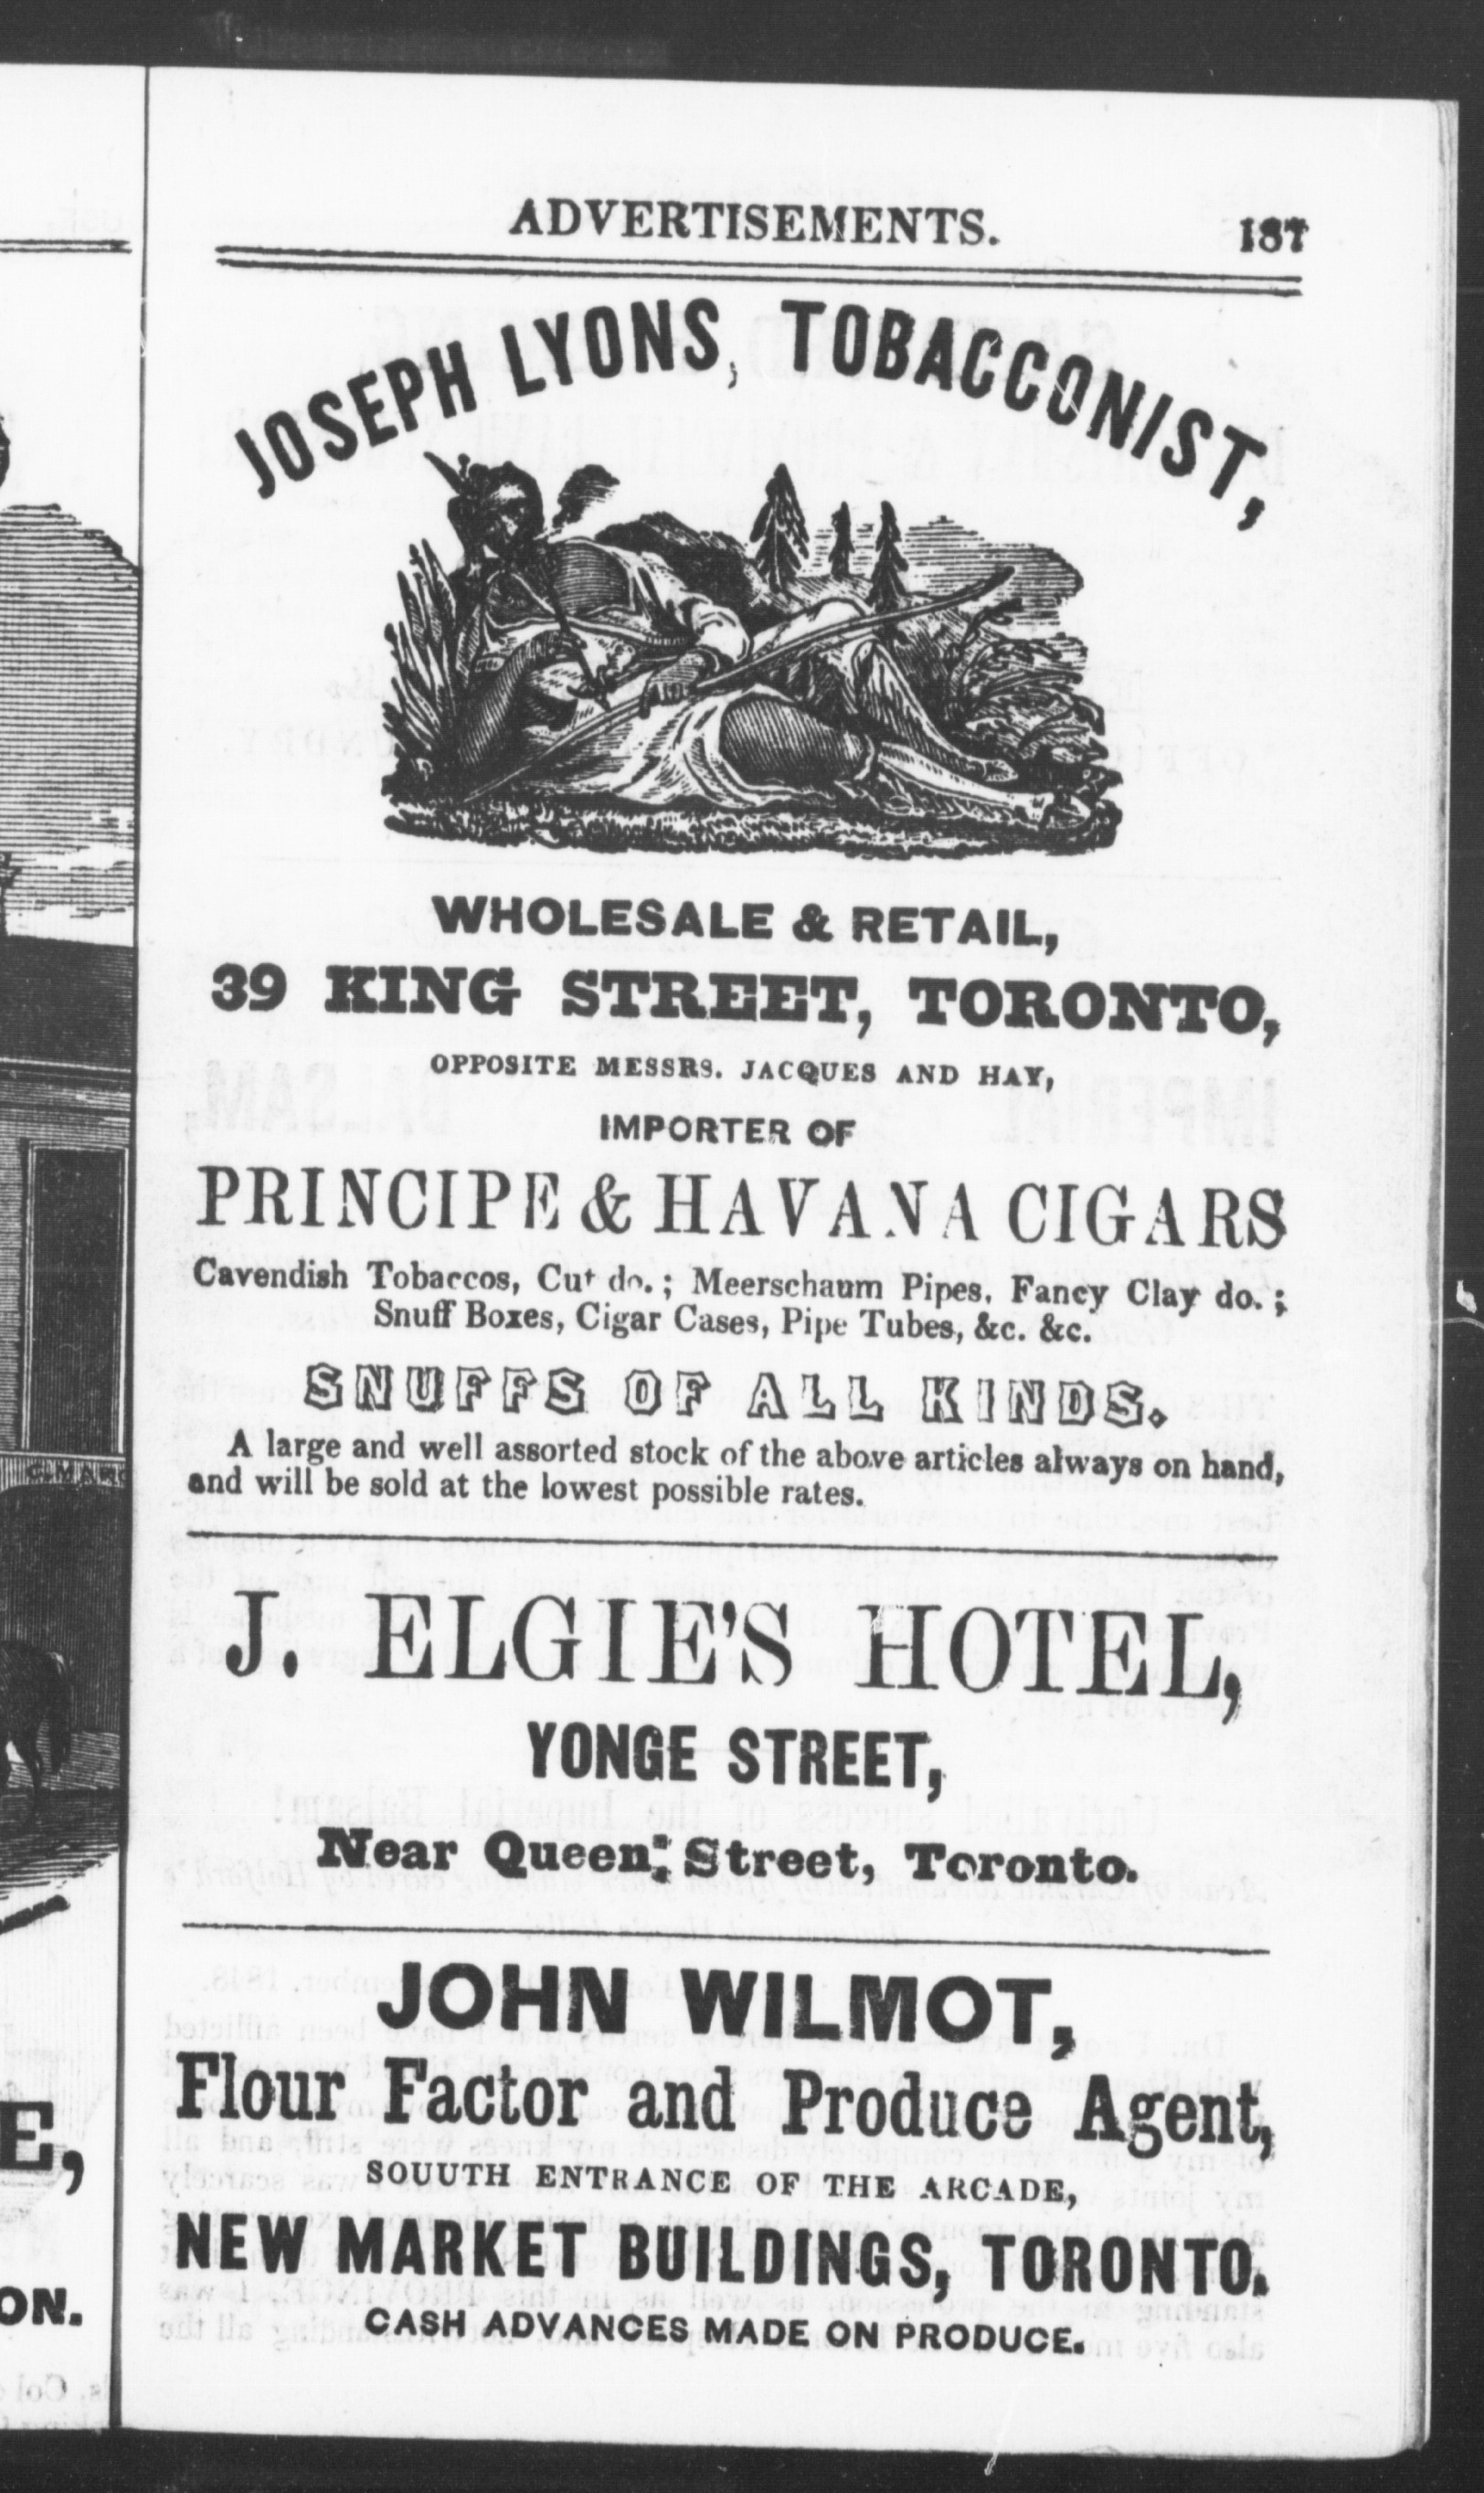 ADVERTISEMENTS. 187
JOSEPH LYONS, TOBACCONIST,
WHOLESALE & RETAIL,
39 KING STREET, TORONTO,
OPPOSITE MESSRS. JACQUES AND HAY,
IMPORTER OF
PRINCIPE & HAVANA CIGARS
Cavendish Tobaccos, Cut do.; Meerschaum Pipes, Fancy Clay do.;
Snuff Boxes, Cigar Cases, Pipe Tubes, &c. &c.
SNUFFS OF ALL KINDS.
A large and well assorted stock of the above articles always on hand,
and will be sold at the lowest possible rates.
J. ELGIE'S HOTEL,
YONGE STREET,
Near Queen: Street, Toronto.
JOHN WILMOT,
Flour Factor and Produce Agent,
SOUUTH ENTRANCE OF THE ARCADE,
NEW MARKET BUILDINGS, TORONTO.
CASH ADVANCES MADE ON PRODUCE.
E,
ON.